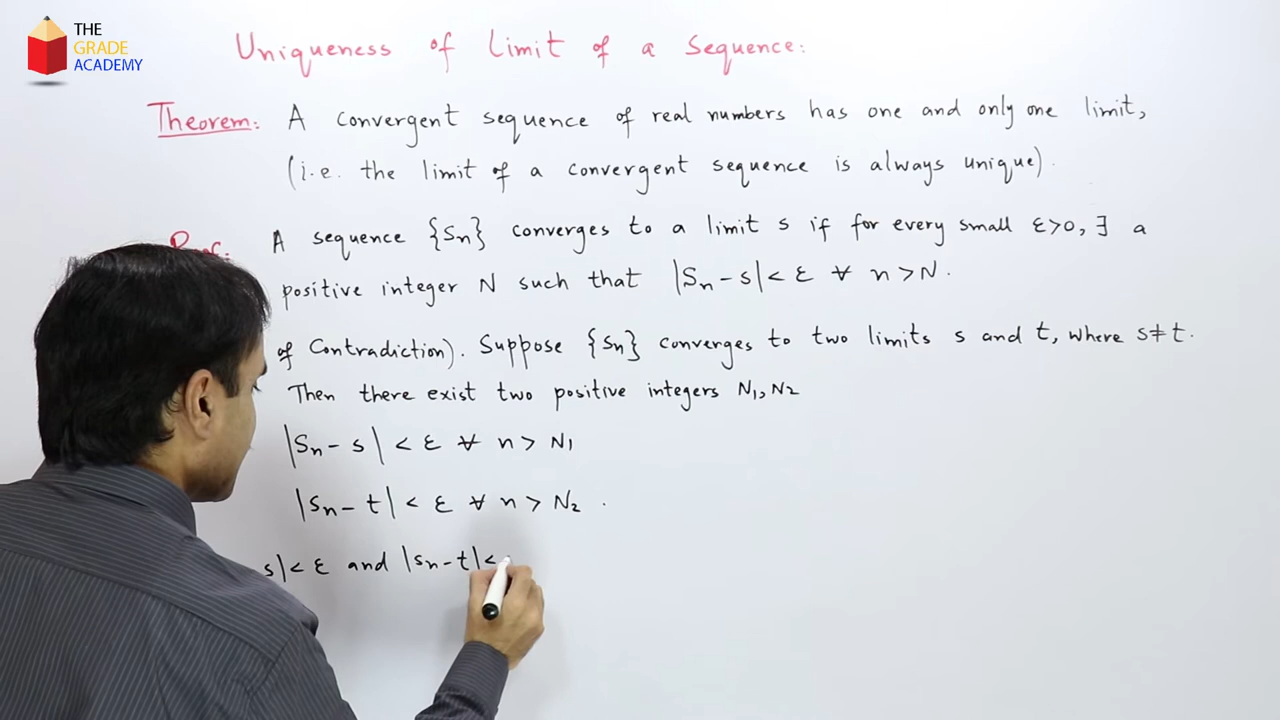 THE
GRADE
ACADEMY
Uniqueness of Limit of a Sequence:
Theorem: A convergent sequence of real numbers has one and only one limit,
(i.e. the limit of a convergent sequence is always unique).
A sequence {Sn} converges to a limit s if for every small ε>0, ∃ a
positive integer N such that |Sn - s| < ε ∀ n > N.
of Contradiction). Suppose {Sn} converges to two limits s and t, where s≠t.
Then there exist two positive integers N1, N2
|Sn - s| < ε ∀ n > N1
|Sn - t| < ε ∀ n > N2.
s| < ε and |Sn - t| <